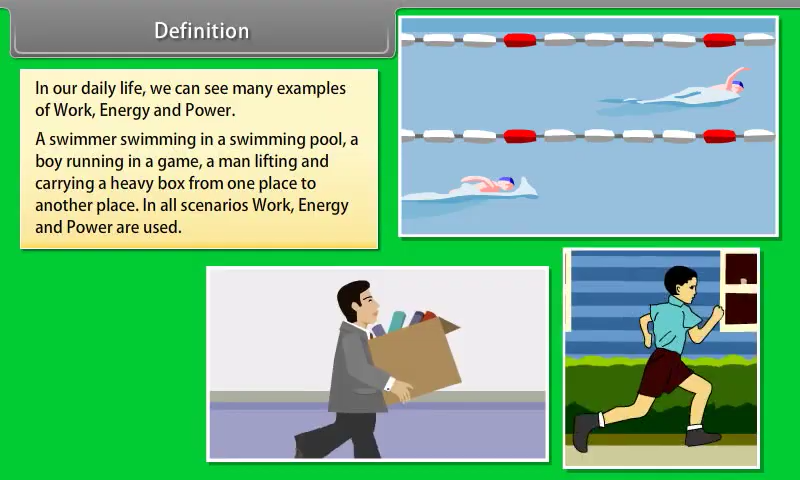 Definition
In our daily life, we can see many examples
of Work, Energy and Power.
A swimmer swimming in a swimming pool, a
boy running in a game, a man lifting and
carrying a heavy box from one place to
another place. In all scenarios Work, Energy
and Power are used.